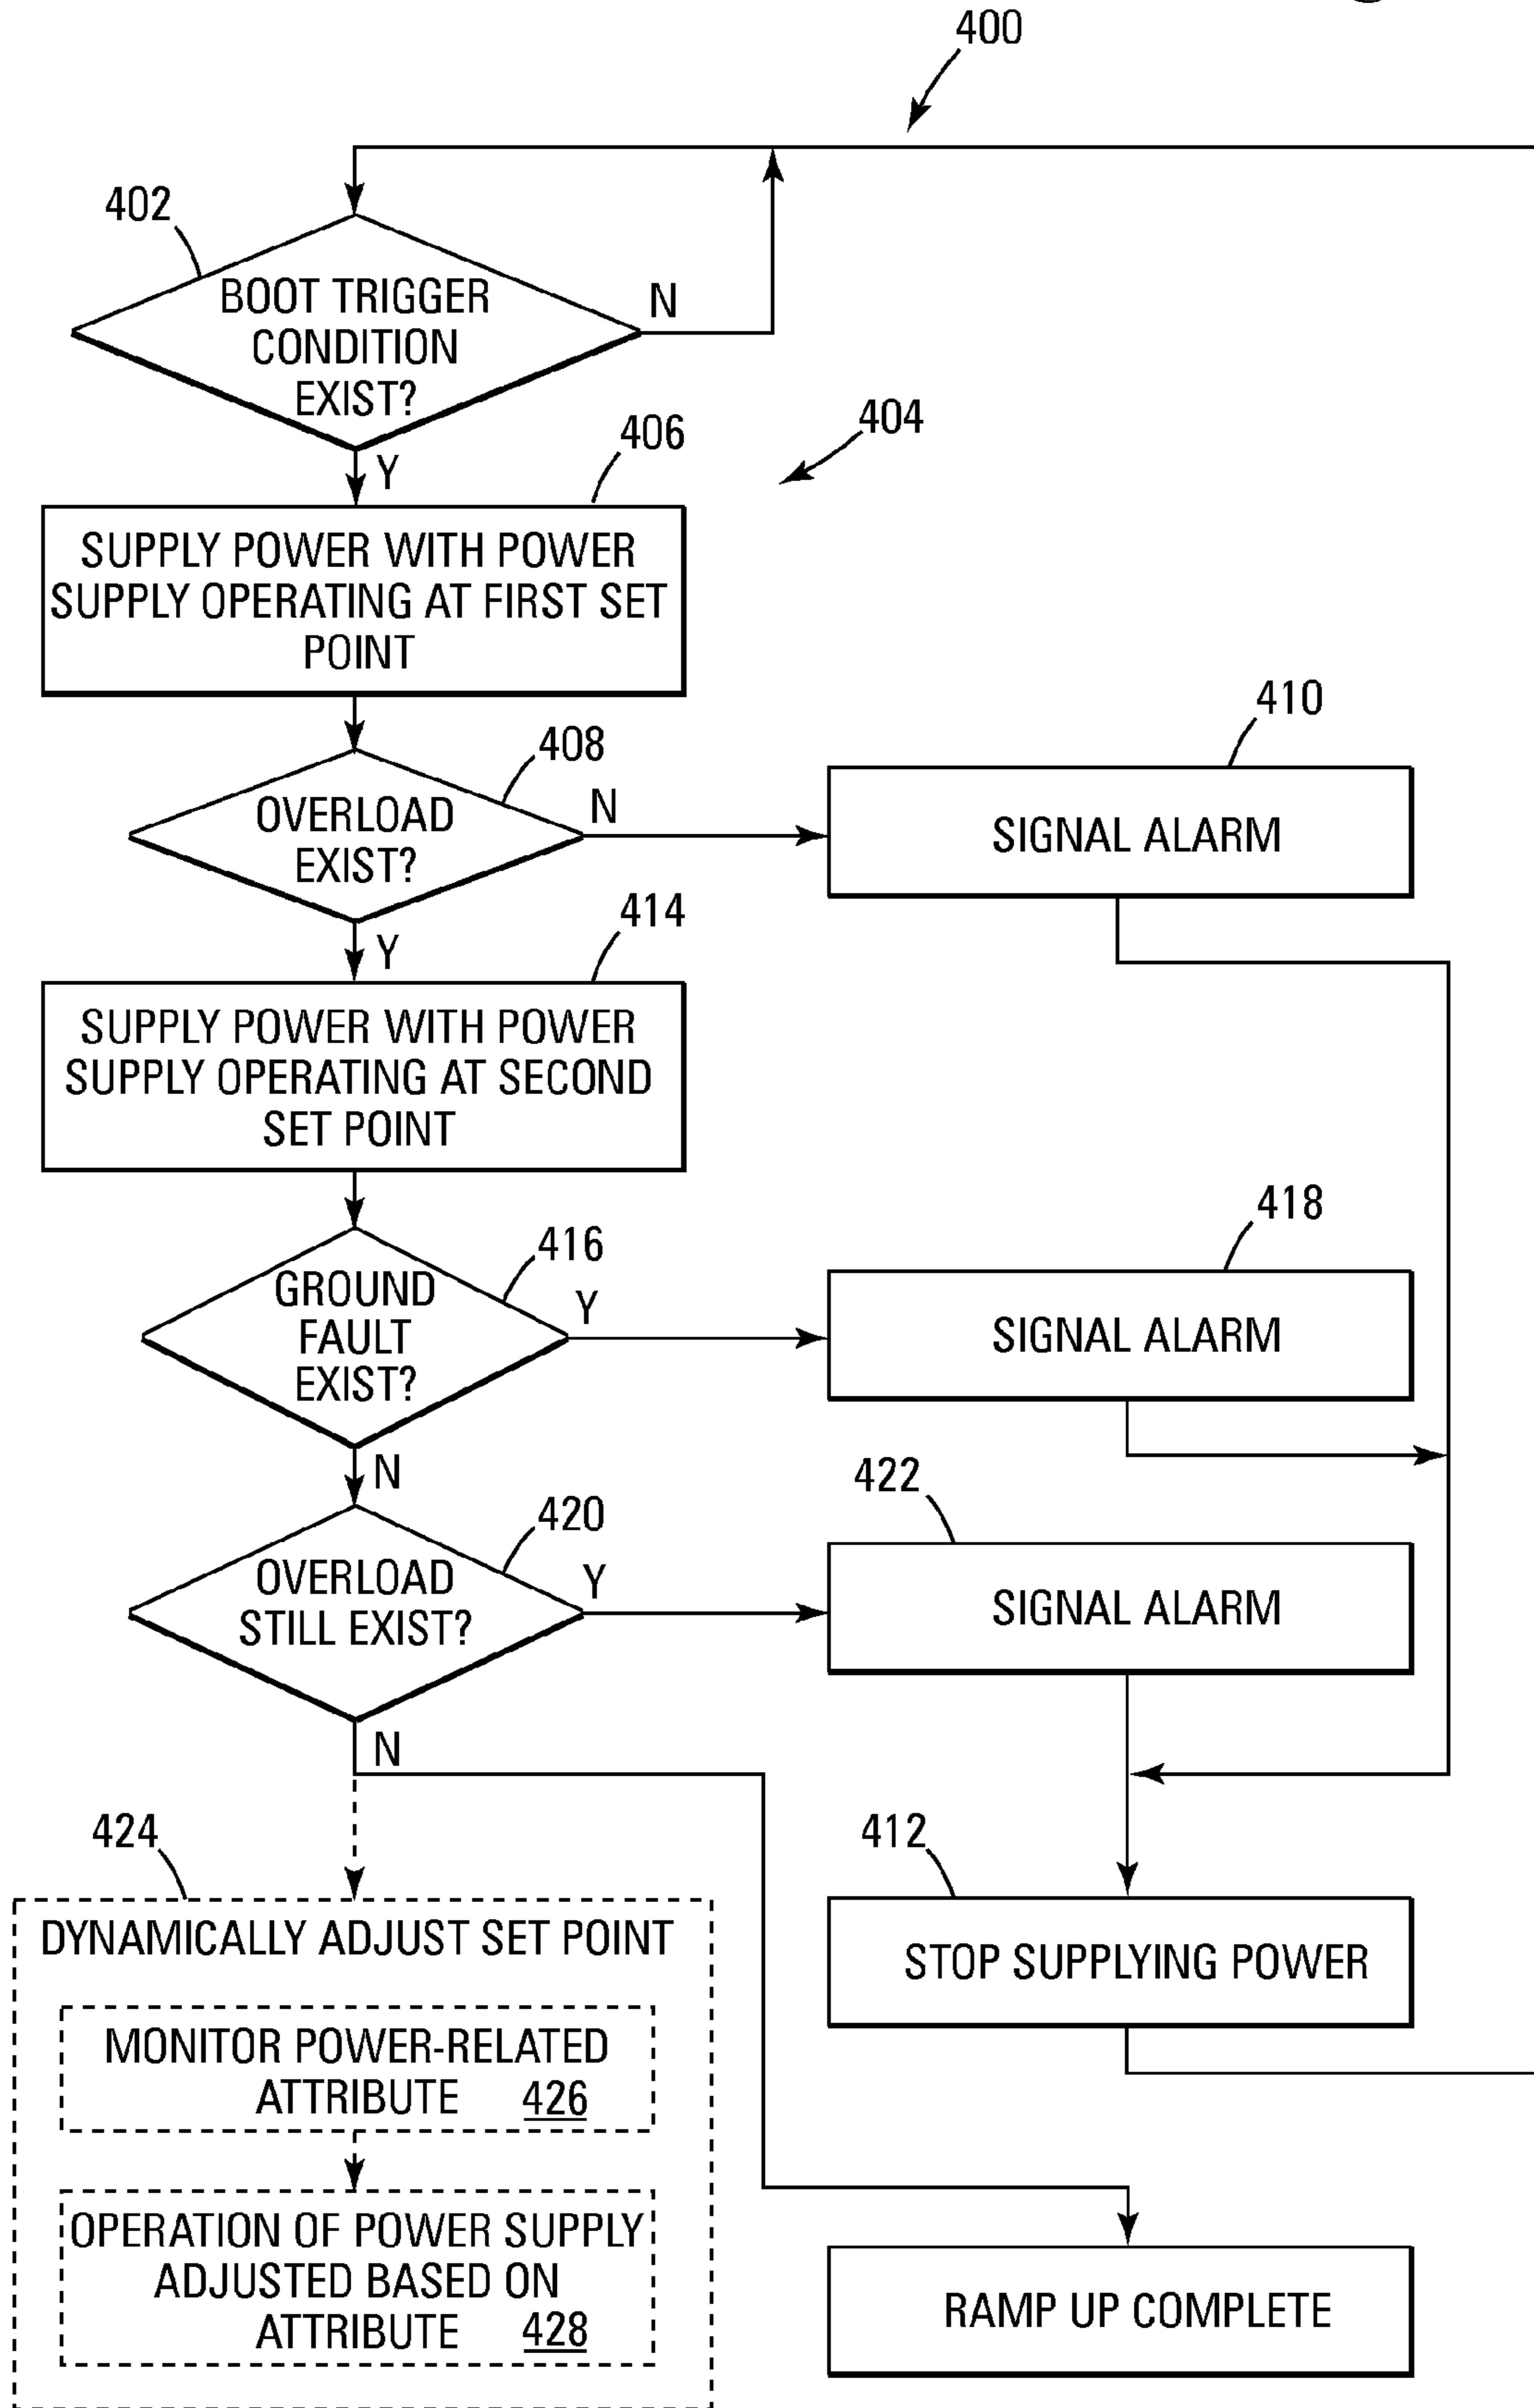 400
402
BOOT TRIGGER
CONDITION
EXIST?
N
404
406
Y
SUPPLY POWER WITH POWER
SUPPLY OPERATING AT FIRST SET
POINT
408
OVERLOAD
EXIST?
N
410
SIGNAL ALARM
Y
414
SUPPLY POWER WITH POWER
SUPPLY OPERATING AT SECOND
SET POINT
416
GROUND
FAULT
EXIST?
Y
418
SIGNAL ALARM
N
420
OVERLOAD
STILL EXIST?
Y
422
SIGNAL ALARM
N
424
DYNAMICALLY ADJUST SET POINT
MONITOR POWER-RELATED
ATTRIBUTE 426
OPERATION OF POWER SUPPLY
ADJUSTED BASED ON
ATTRIBUTE 428
412
STOP SUPPLYING POWER
RAMP UP COMPLETE